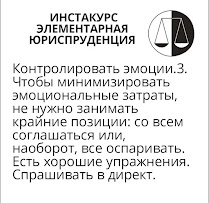 ИНСТАКУРС
ЭЛЕМЕНТАРНАЯ
ЮРИСПРУДЕНЦИЯ
Контролировать эмоции.3.
Чтобы минимизировать
эмоциональные затраты,
не нужно занимать
крайние позиции: со всем
соглашаться или,
наоборот, все оспаривать.
Есть хорошие упражнения.
Спрашивать в директ.